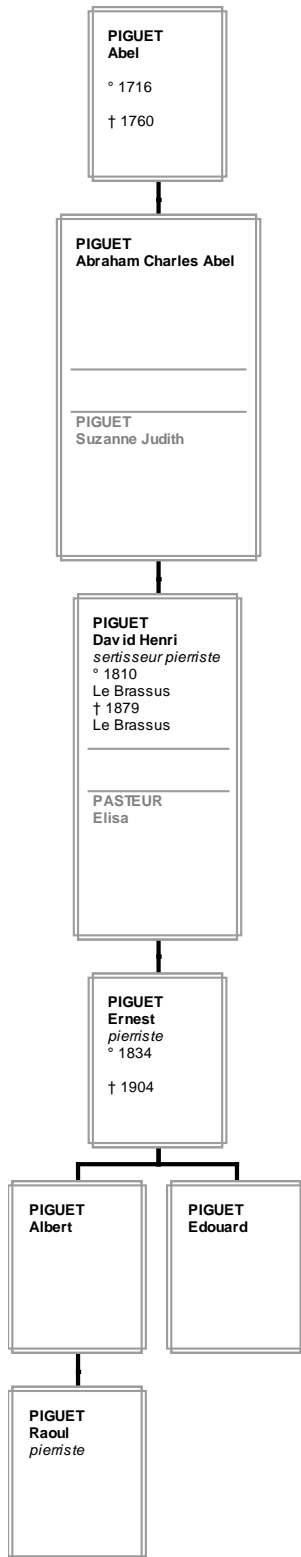 PIGUET
Abel
° 1716
† 1760
PIGUET
Abraham Charles Abel
PIGUET
Suzanne Judith
PIGUET
David Henri
sertisseur pierriste
° 1810
Le Brassus
† 1879
Le Brassus
PASTEUR
Elisa
PIGUET
Ernest
pierriste
° 1834
† 1904
PIGUET
Albert
PIGUET
Edouard
PIGUET
Raoul
pierriste